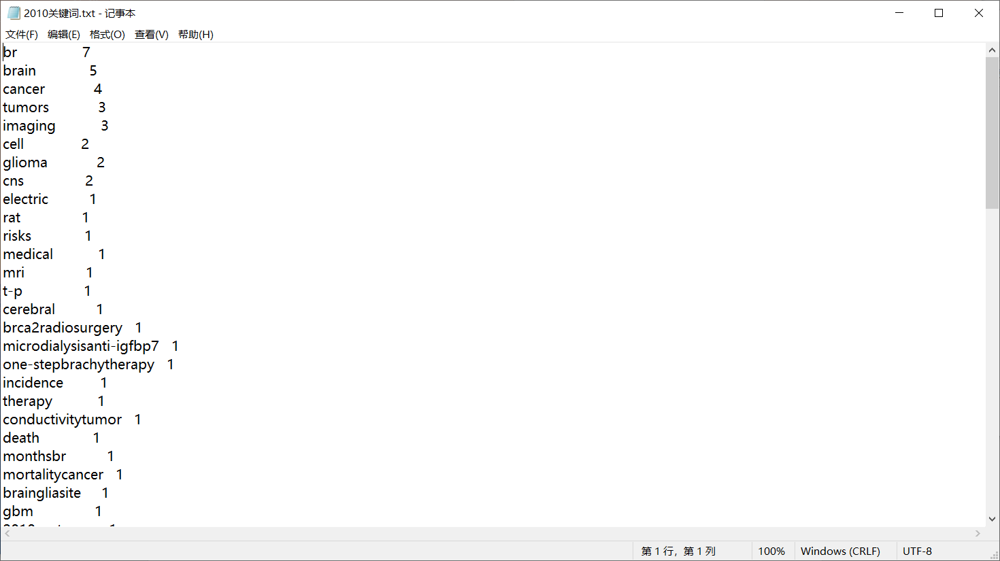 2010关键词.txt - 记事本
文件(F) 编辑(E) 格式(O) 查看(V) 帮助(H)
br 7
brain 5
cancer 4
tumors 3
imaging 3
cell 2
glioma 2
cns 2
electric 1
rat 1
risks 1
medical 1
mri 1
t-p 1
cerebral 1
brca2radiosurgery 1
microdialysisanti-igfbp7 1
one-stepbrachytherapy 1
incidence 1
therapy 1
conductivitytumor 1
death 1
monthsbr 1
mortalitycancer 1
braingliasite 1
gbm 1
第 1 行，第 1 列 100% Windows (CRLF) UTF-8